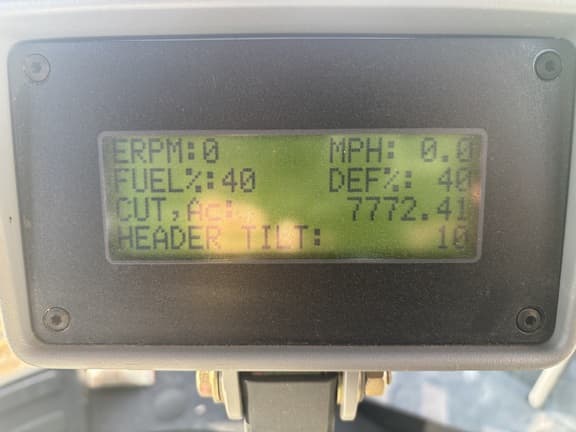 ERPM:0 MPH: 0.0
FUEL%:40 DEF%: 40
CUT,Ac: 7772.41
HEADER TILT: 10